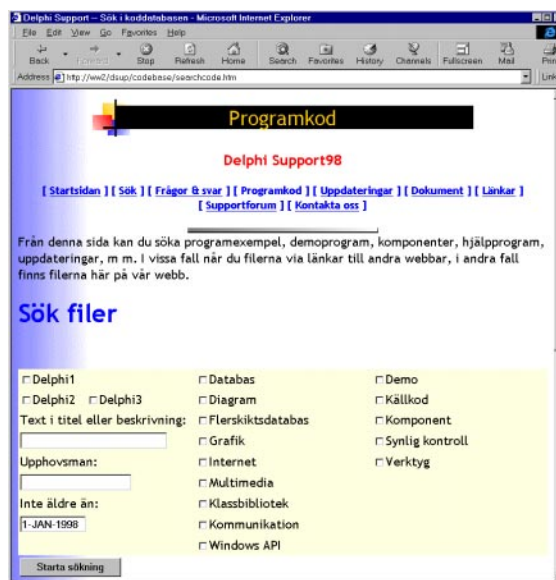 Delphi Support -- Sök i koddatabasen - Microsoft Internet Explorer
File Edit View Go Favorites Help
Back Forward Stop Refresh Home Search Favorites History Channels Fullscreen Mail Prin
Address http://ww2/dsup/codebase/searchcode.htm Link
Programkod
Delphi Support98
[ Startsidan ] [ Sök ] [ Frågor & svar ] [ Programkod ] [ Uppdateringar ] [ Dokument ] [ Länkar ]
[ Supportforum ] [ Kontakta oss ]
Från denna sida kan du söka programexempel, demoprogram, komponenter, hjälpprogram,
uppdateringar, m m. I vissa fall når du filerna via länkar till andra webbar, i andra fall
finns filerna här på vår webb.
Sök filer
Delphi1 Databas Demo
Delphi2 Delphi3 Diagram Källkod
Text i titel eller beskrivning: Flerskiktsdatabas Komponent
Grafik Synlig kontroll
Upphovsman: Internet Verktyg
Multimedia
Inte äldre än: Klassbibliotek
1-JAN-1998 Kommunikation
Windows API
Starta sökning